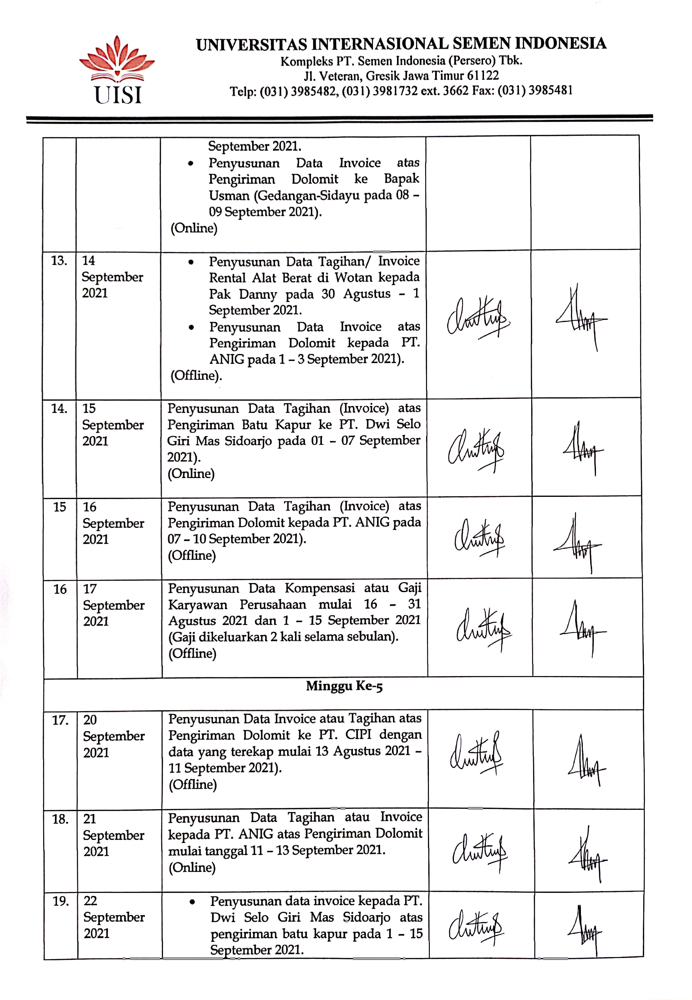 UNIVERSITAS INTERNASIONAL SEMEN INDONESIA
Kompleks PT. Semen Indonesia (Persero) Tbk.
Jl. Veteran, Gresik Jawa Timur 61122
Telp: (031) 3985482, (031) 3981732 ext. 3662 Fax: (031) 3985481
UISI
September 2021.
• Penyusunan Data Invoice atas
Pengiriman Dolomit ke Bapak
Usman (Gedangan-Sidayu pada 08 –
09 September 2021).
(Online)
13.
14
September
2021
• Penyusunan Data Tagihan/ Invoice
Rental Alat Berat di Wotan kepada
Pak Danny pada 30 Agustus – 1
September 2021.
• Penyusunan Data Invoice atas
Pengiriman Dolomit kepada PT.
ANIG pada 1 – 3 September 2021).
(Offline).
14.
15
September
2021
Penyusunan Data Tagihan (Invoice) atas
Pengiriman Batu Kapur ke PT. Dwi Selo
Giri Mas Sidoarjo pada 01 – 07 September
2021).
(Online)
15
16
September
2021
Penyusunan Data Tagihan (Invoice) atas
Pengiriman Dolomit kepada PT. ANIG pada
07 – 10 September 2021).
(Offline)
16
17
September
2021
Penyusunan Data Kompensasi atau Gaji
Karyawan Perusahaan mulai 16 – 31
Agustus 2021 dan 1 – 15 September 2021
(Gaji dikeluarkan 2 kali selama sebulan).
(Offline)
Minggu Ke-5
17.
20
September
2021
Penyusunan Data Invoice atau Tagihan atas
Pengiriman Dolomit ke PT. CIPI dengan
data yang terekap mulai 13 Agustus 2021 –
11 September 2021).
(Offline)
18.
21
September
2021
Penyusunan Data Tagihan atau Invoice
kepada PT. ANIG atas Pengiriman Dolomit
mulai tanggal 11 – 13 September 2021.
(Online)
19.
22
September
2021
• Penyusunan data invoice kepada PT.
Dwi Selo Giri Mas Sidoarjo atas
pengiriman batu kapur pada 1 – 15
September 2021.